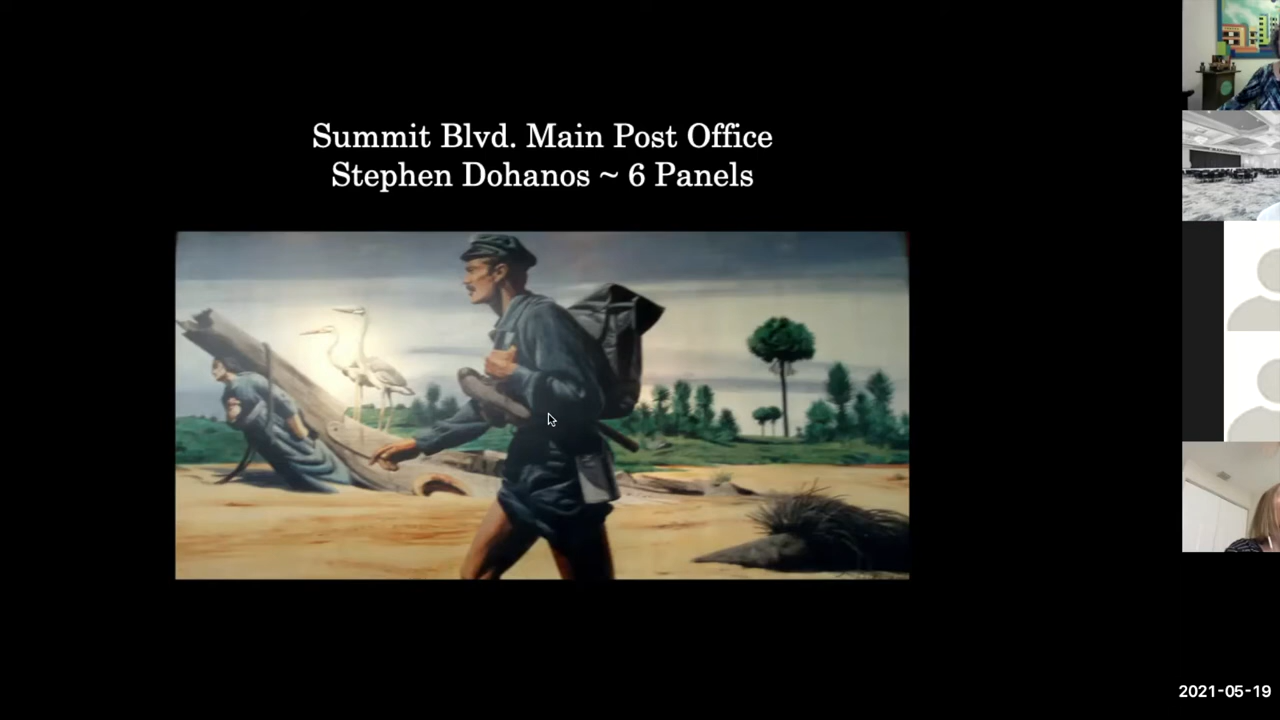 Summit Blvd. Main Post Office
Stephen Dohanos ~ 6 Panels
2021-05-19